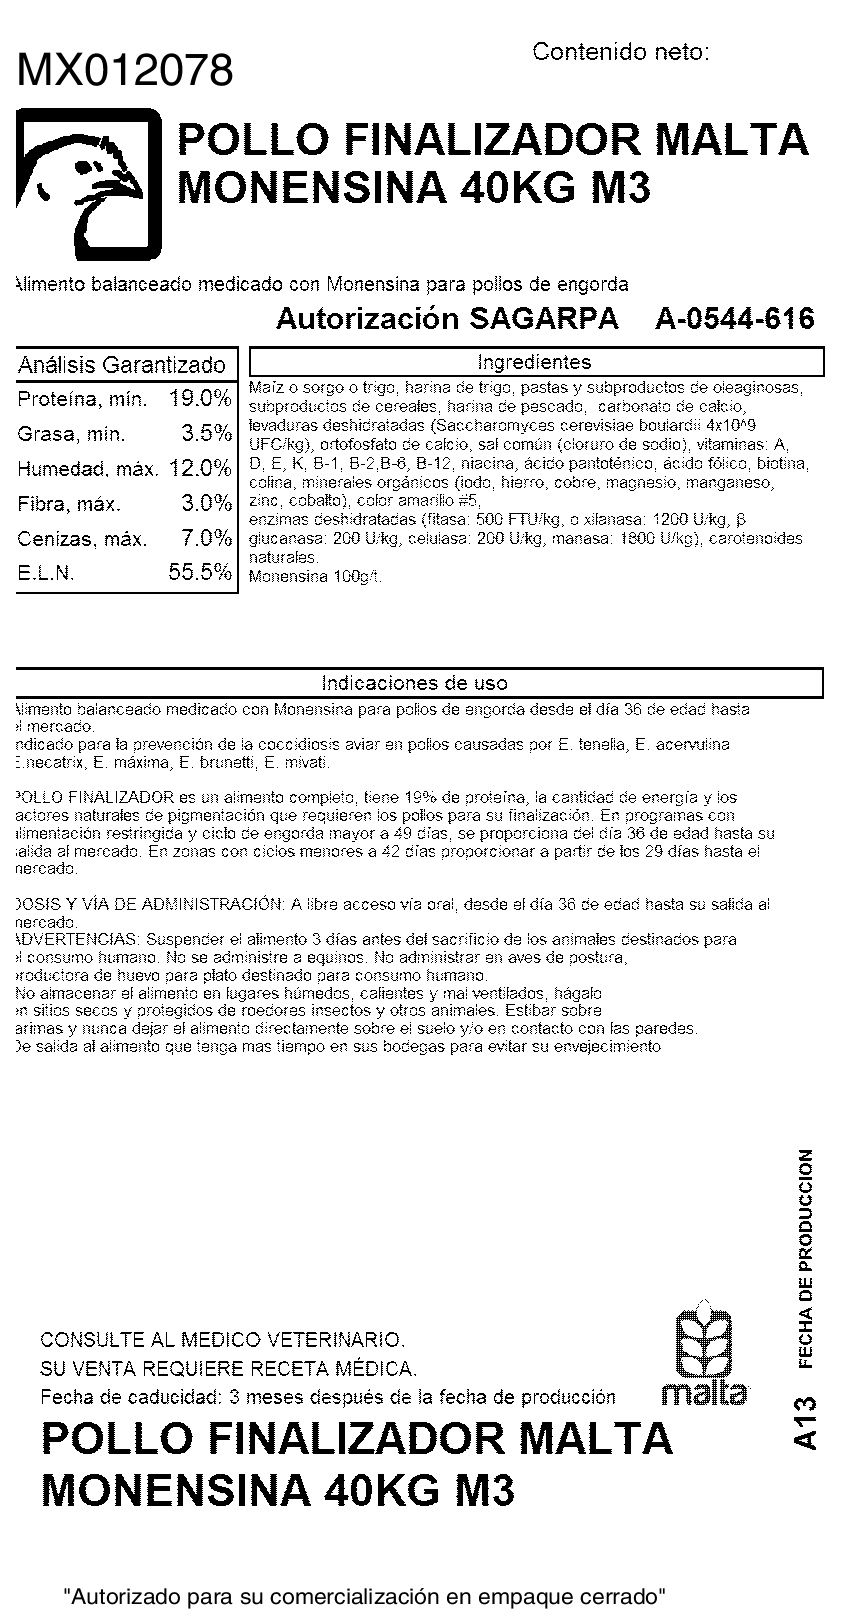 Contenido neto:
MX012078
POLLO FINALIZADOR MALTA
MONENSINA 40KG M3
Alimento balanceado medicado con Monensina para pollos de engorda
Autorización SAGARPA A-0544-616
Análisis Garantizado
Proteína, mín. 19.0%
Grasa, mín. 3.5%
Humedad, máx. 12.0%
Fibra, máx. 3.0%
Cenizas, máx. 7.0%
E.L.N. 55.5%
Ingredientes
Maíz o sorgo o trigo, harina de trigo, pastas y subproductos de oleaginosas,
subproductos de cereales, harina de pescado, carbonato de calcio,
levaduras deshidratadas (Saccharomyces cerevisiae boulardii 4x10^9
UFC/kg), ortofosfato de calcio, sal común (cloruro de sodio), vitaminas: A,
D, E, K, B-1, B-2,B-6, B-12, niacina, ácido pantoténico, ácido fólico, biotina,
colina, minerales orgánicos (iodo, hierro, cobre, magnesio, manganeso,
zinc, cobalto), color amarillo #5,
enzimas deshidratadas (fitasa: 500 FTU/kg, o xilanasa: 1200 U/kg, β
glucanasa: 200 U/kg, celulasa: 200 U/kg, manasa: 1800 U/kg), carotenoides
naturales.
Monensina 100g/t.
Indicaciones de uso
Alimento balanceado medicado con Monensina para pollos de engorda desde el día 36 de edad hasta
el mercado.
ndicado para la prevención de la coccidiosis aviar en pollos causadas por E. tenella, E. acervulina
E.necatrix, E. máxima, E. brunetti, E. mivati.
POLLO FINALIZADOR es un alimento completo, tiene 19% de proteína, la cantidad de energía y los
actores naturales de pigmentación que requieren los pollos para su finalización. En programas con
alimentación restringida y ciclo de engorda mayor a 49 días, se proporciona del día 36 de edad hasta su
salida al mercado. En zonas con ciclos menores a 42 días proporcionar a partir de los 29 días hasta el
mercado.
DOSIS Y VÍA DE ADMINISTRACIÓN: A libre acceso vía oral, desde el día 36 de edad hasta su salida al
mercado.
ADVERTENCIAS: Suspender el alimento 3 días antes del sacrificio de los animales destinados para
el consumo humano. No se administre a equinos. No administrar en aves de postura,
productora de huevo para plato destinado para consumo humano.
No almacenar el alimento en lugares húmedos, calientes y mal ventilados, hágalo
en sitios secos y protegidos de roedores insectos y otros animales. Estibar sobre
tarimas y nunca dejar el alimento directamente sobre el suelo y/o en contacto con las paredes.
De salida al alimento que tenga mas tiempo en sus bodegas para evitar su envejecimiento
FECHA DE PRODUCCION
A13
CONSULTE AL MEDICO VETERINARIO.
SU VENTA REQUIERE RECETA MÉDICA.
Fecha de caducidad: 3 meses después de la fecha de producción
malta
POLLO FINALIZADOR MALTA
MONENSINA 40KG M3
"Autorizado para su comercialización en empaque cerrado"